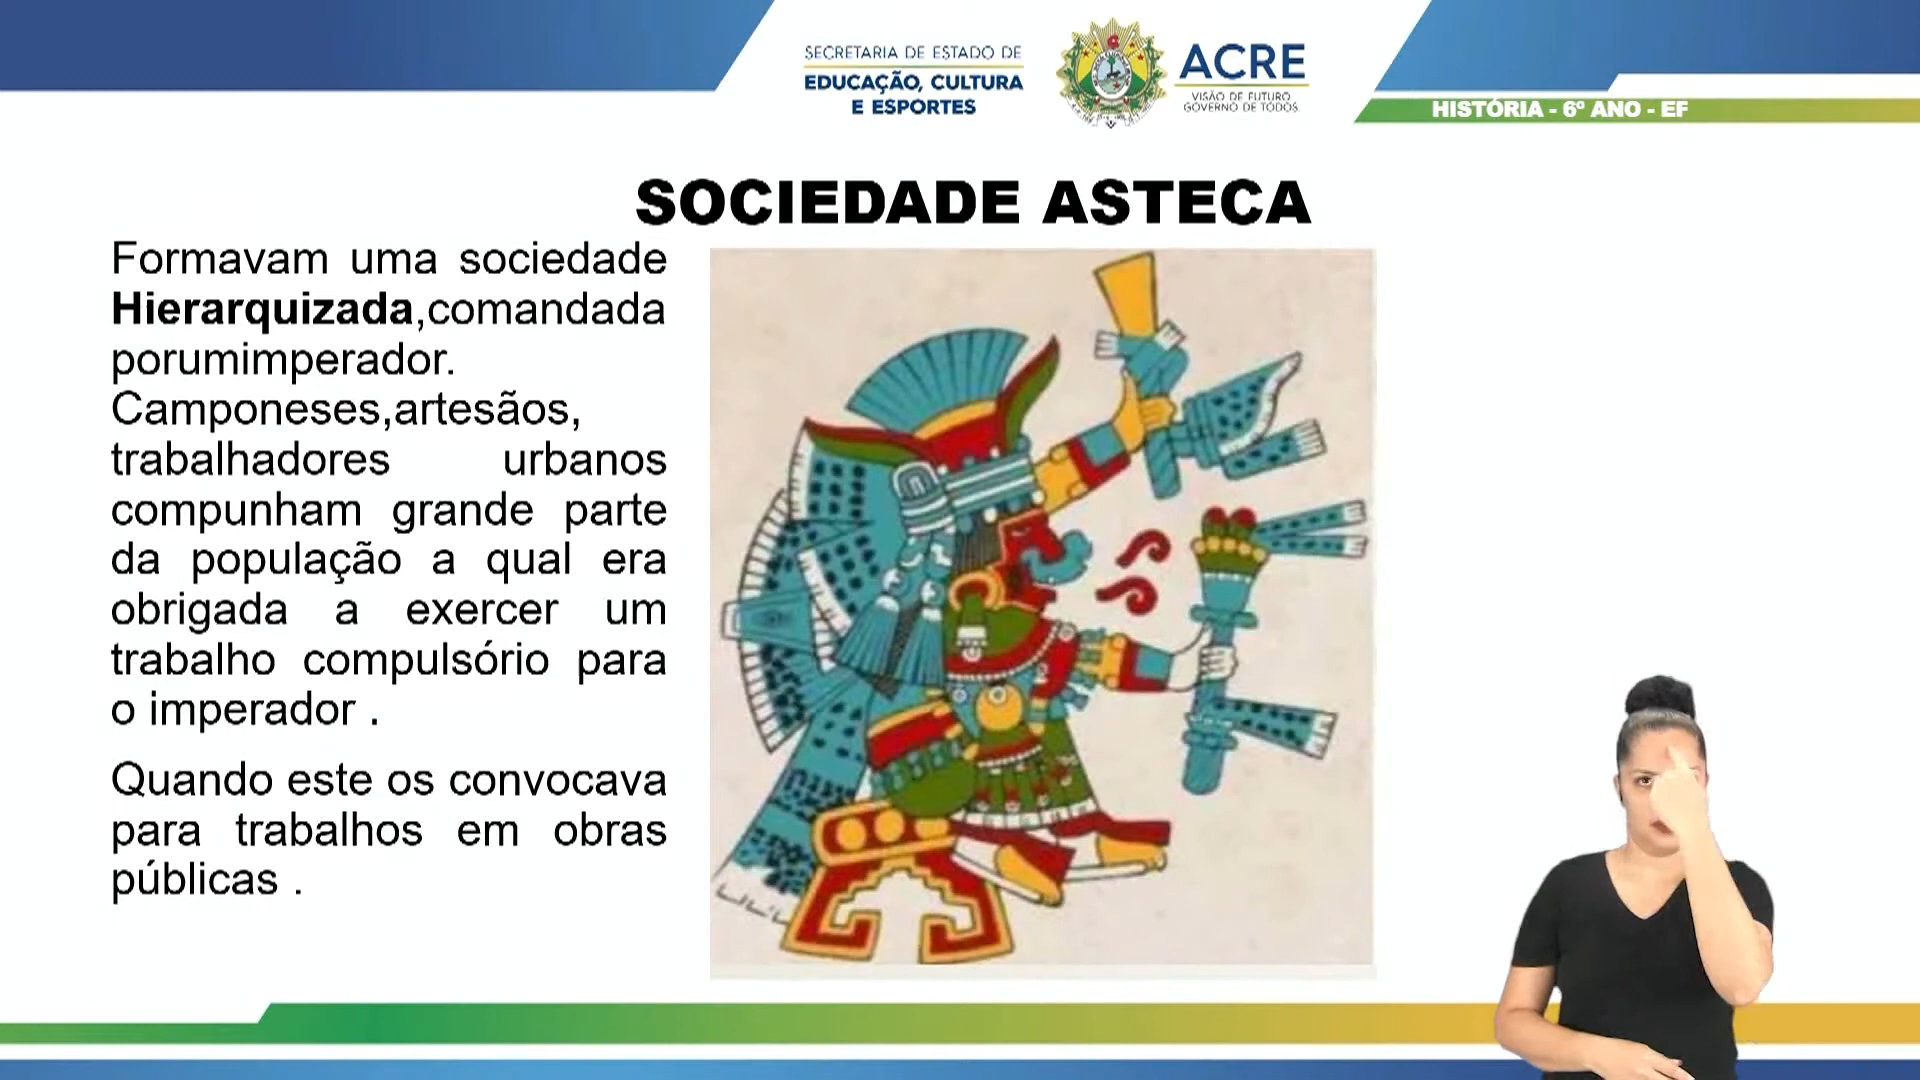 SECRETARIA DE ESTADO DE
EDUCAÇÃO, CULTURA
E ESPORTES
ACRE
VISÃO DE FUTURO
GOVERNO DE TODOS
HISTÓRIA - 6º ANO - EF
SOCIEDADE ASTECA
Formavam uma sociedade
Hierarquizada,comandada
porumimperador.
Camponeses,artesãos,
trabalhadores urbanos
compunham grande parte
da população a qual era
obrigada a exercer um
trabalho compulsório para
o imperador .
Quando este os convocava
para trabalhos em obras
públicas .